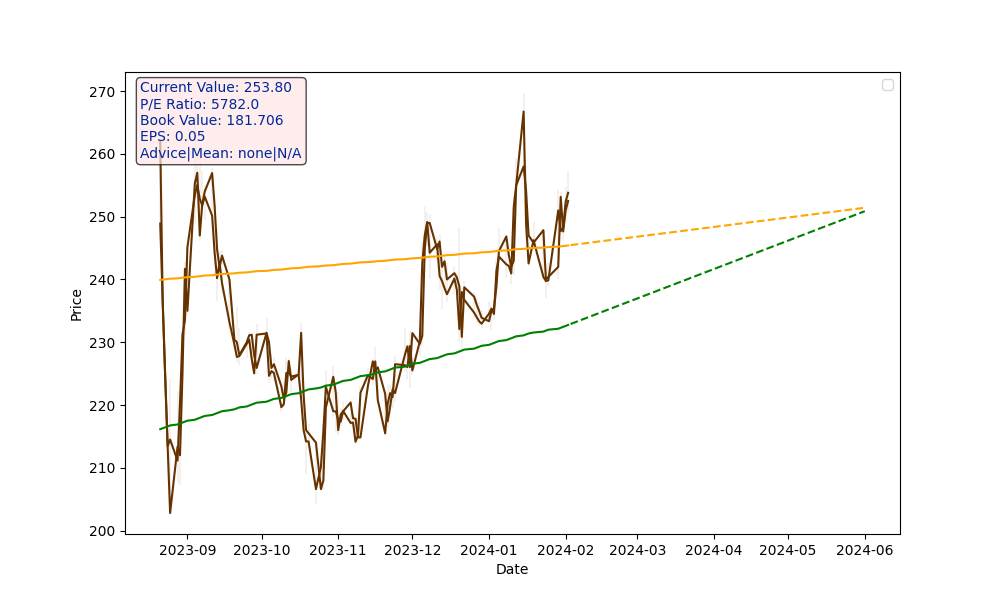 Current Value: 253.80
P/E Ratio: 5782.0
Book Value: 181.706
EPS: 0.05
Advice|Mean: none|N/A
270
260
250
240
230
220
210
200
Price
2023-09 2023-10 2023-11 2023-12 2024-01 2024-02 2024-03 2024-04 2024-05 2024-06
Date